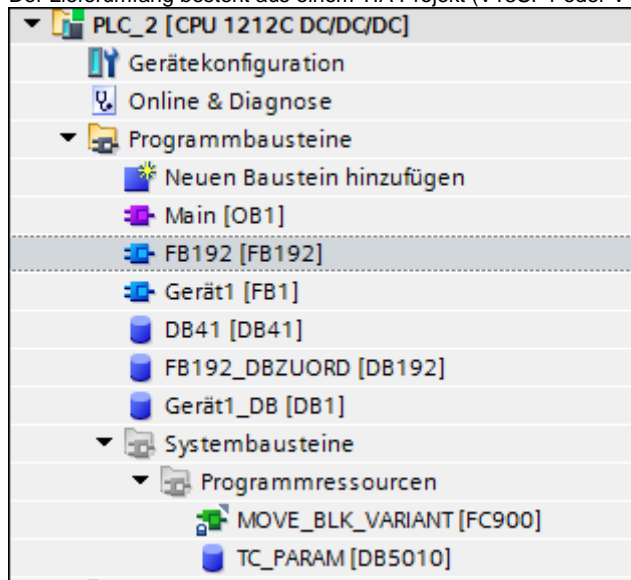 PLC_2 [CPU 1212C DC/DC/DC]
Gerätekonfiguration
Online & Diagnose
Programmbausteine
Neuen Baustein hinzufügen
Main [OB1]
FB192 [FB192]
Gerät1 [FB1]
DB41 [DB41]
FB192_DBZUORD [DB192]
Gerät1_DB [DB1]
Systembausteine
Programmressourcen
MOVE_BLK_VARIANT [FC900]
TC_PARAM [DB5010]